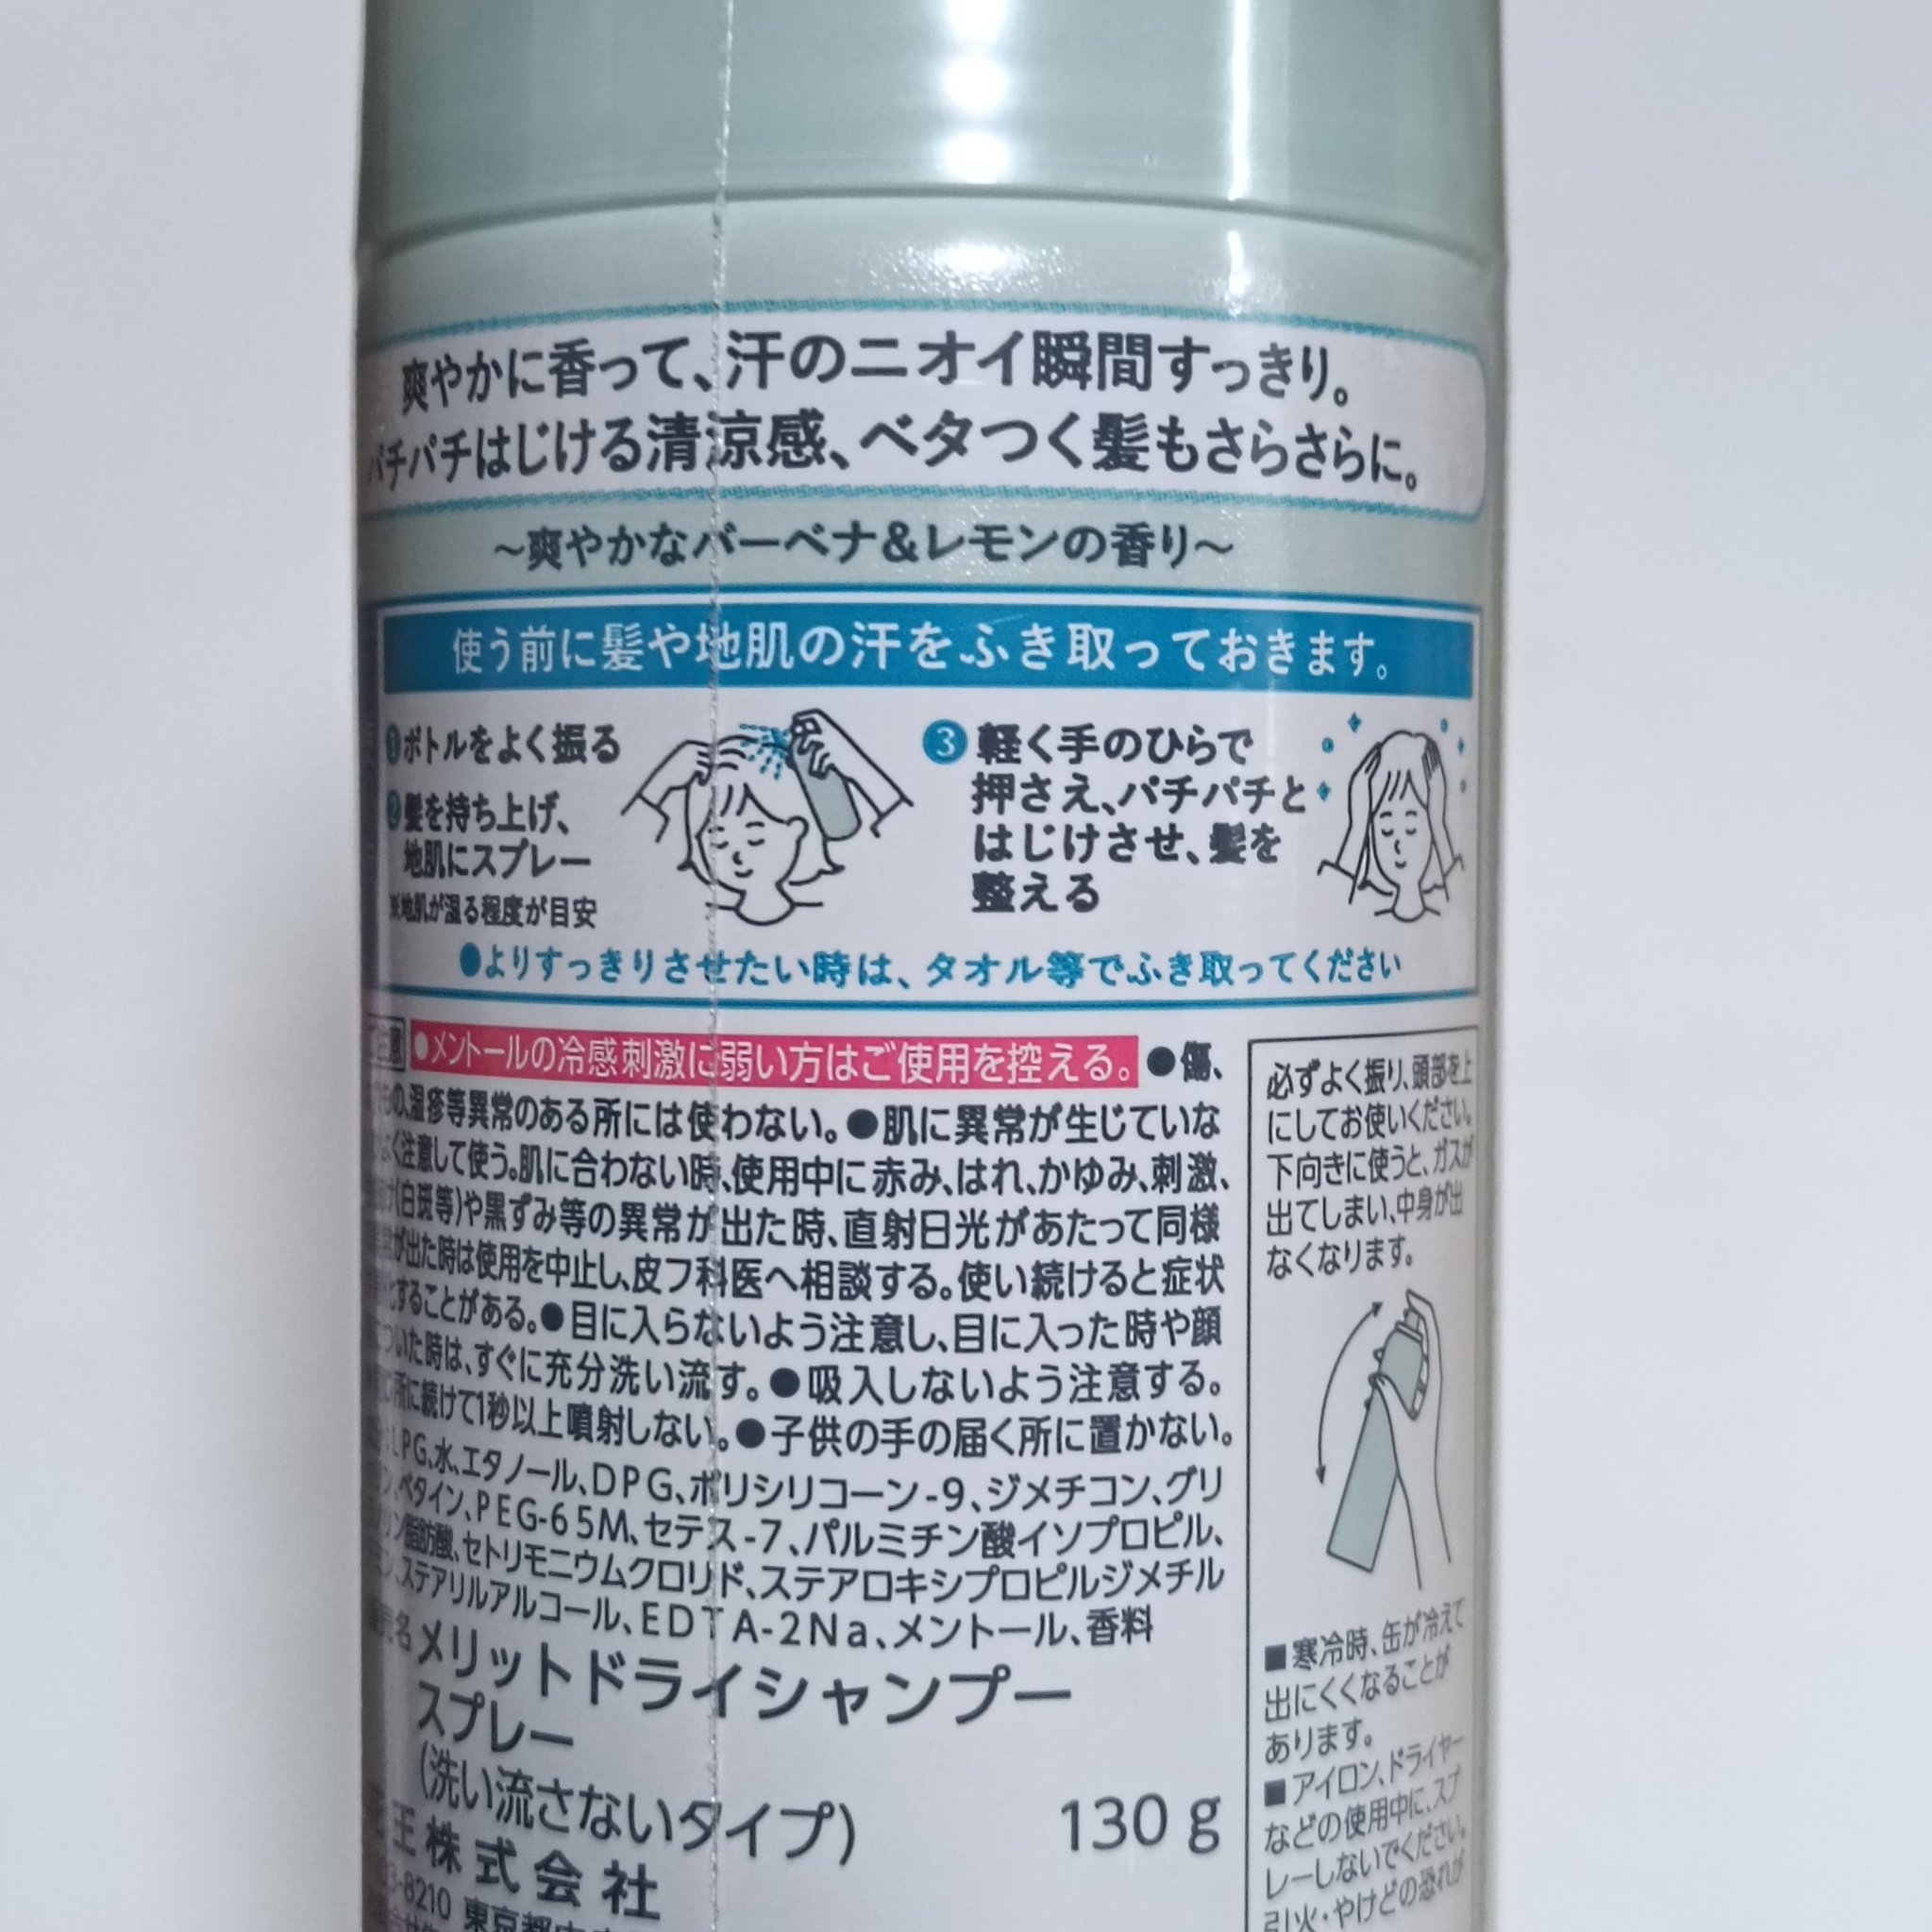 爽やかに香って、汗のニオイ瞬間すっきり。
パチパチはじける清涼感、ベタつく髪もさらさらに。
～爽やかなバーベナ&レモンの香り～
使う前に髪や地肌の汗をふき取っておきます。
❶ボトルをよく振る
❷髪を持ち上げ、
地肌にスプレー
※地肌が湿る程度が目安
❸軽く手のひらで
押さえ、パチパチと
はじけさせ、髪を
整える
●よりすっきりさせたい時は、タオル等でふき取ってください
●メントールの冷感刺激に弱い方はご使用を控える。●傷、
の、湿疹等異常のある所には使わない。●肌に異常が生じていな
よく注意して使う。肌に合わない時、使用中に赤み、はれ、かゆみ、刺激、
(白斑等)や黒ずみ等の異常が出た時、直射日光があたって同様
が出た時は使用を中止し、皮フ科医へ相談する。使い続けると症状
することがある。●目に入らないよう注意し、目に入った時や顔
ついた時は、すぐに充分洗い流す。●吸入しないよう注意する。
所に続けて1秒以上噴射しない。●子供の手の届く所に置かない。
LPG、水、エタノール、DPG、ポリシリコーン-9、ジメチコン、グリ
ン、ベタイン、PEG-65M、セテス-7、パルミチン酸イソプロピル、
リン脂肪酸、セトリモニウムクロリド、ステアロキシプロピルジメチル
ン、ステアリルアルコール、EDTA-2Na、メントール、香料
名 メリットドライシャンプー
スプレー
(洗い流さないタイプ) 130g
王株式会社
3-8210 東京都
必ずよく振り、頭部を上
にしてお使いください。
下向きに使うと、ガスが
出てしまい、中身が出
なくなります。
■寒冷時、缶が冷えて
出にくくなることが
あります。
■アイロン、ドライヤー
などの使用中に、スプ
レーしないでください。
引火・やけどの恐れが